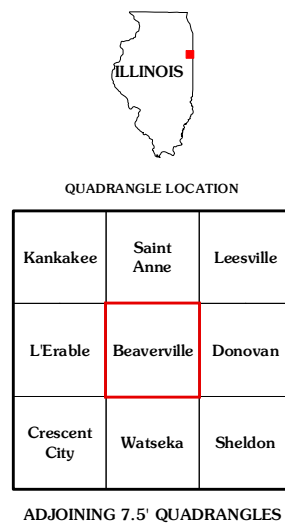 ILLINOIS
QUADRANGLE LOCATION
Kankakee
Saint
Anne
Leesville
L'Erable
Beaverville
Donovan
Crescent
City
Watseka
Sheldon
ADJOINING 7.5' QUADRANGLES